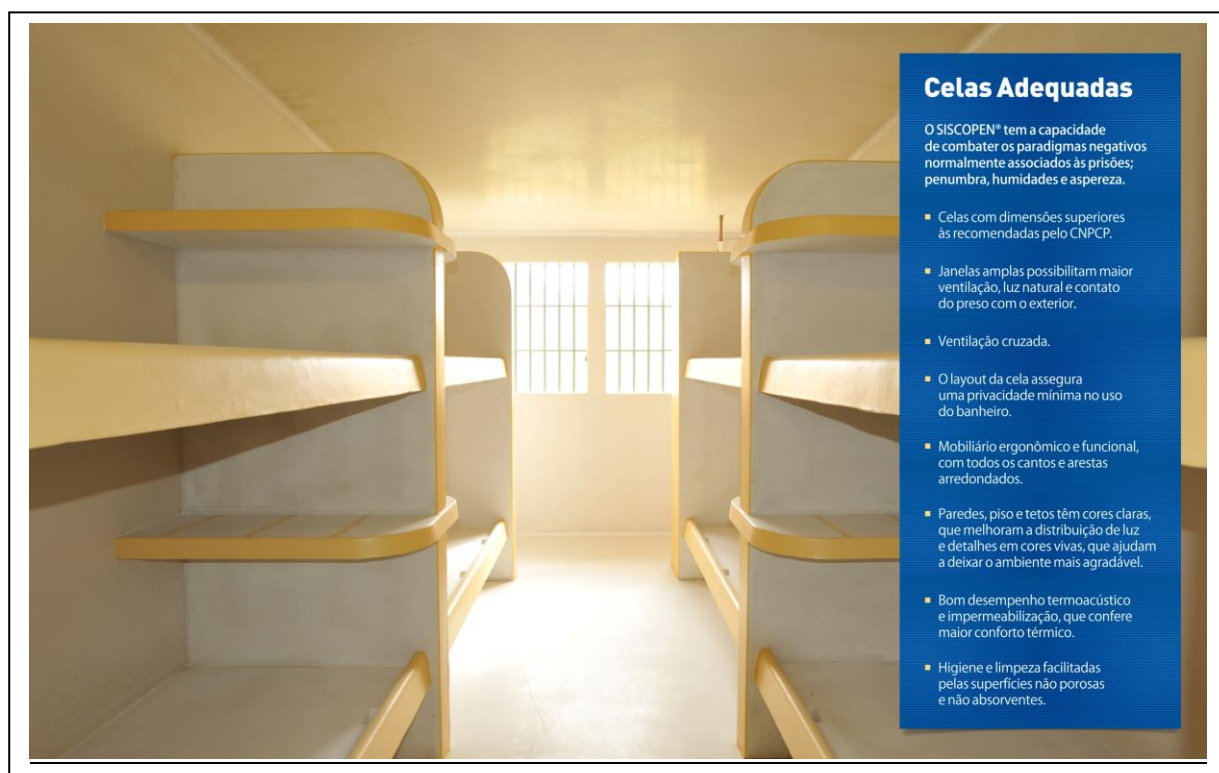 Celas Adequadas
O SISCOPEN® tem a capacidade
de combater os paradigmas negativos
normalmente associados às prisões;
penumbra, humidades e aspereza.
▪ Celas com dimensões superiores
às recomendadas pelo CNPCP.
▪ Janelas amplas possibilitam maior
ventilação, luz natural e contato
do preso com o exterior.
▪ Ventilação cruzada.
▪ O layout da cela assegura
uma privacidade mínima no uso
do banheiro.
▪ Mobiliário ergonômico e funcional,
com todos os cantos e arestas
arredondados.
▪ Paredes, piso e tetos têm cores claras,
que melhoram a distribuição de luz
e detalhes em cores vivas, que ajudam
a deixar o ambiente mais agradável.
▪ Bom desempenho termoacústico
e impermeabilização, que confere
maior conforto térmico.
▪ Higiene e limpeza facilitadas
pelas superfícies não porosas
e não absorventes.